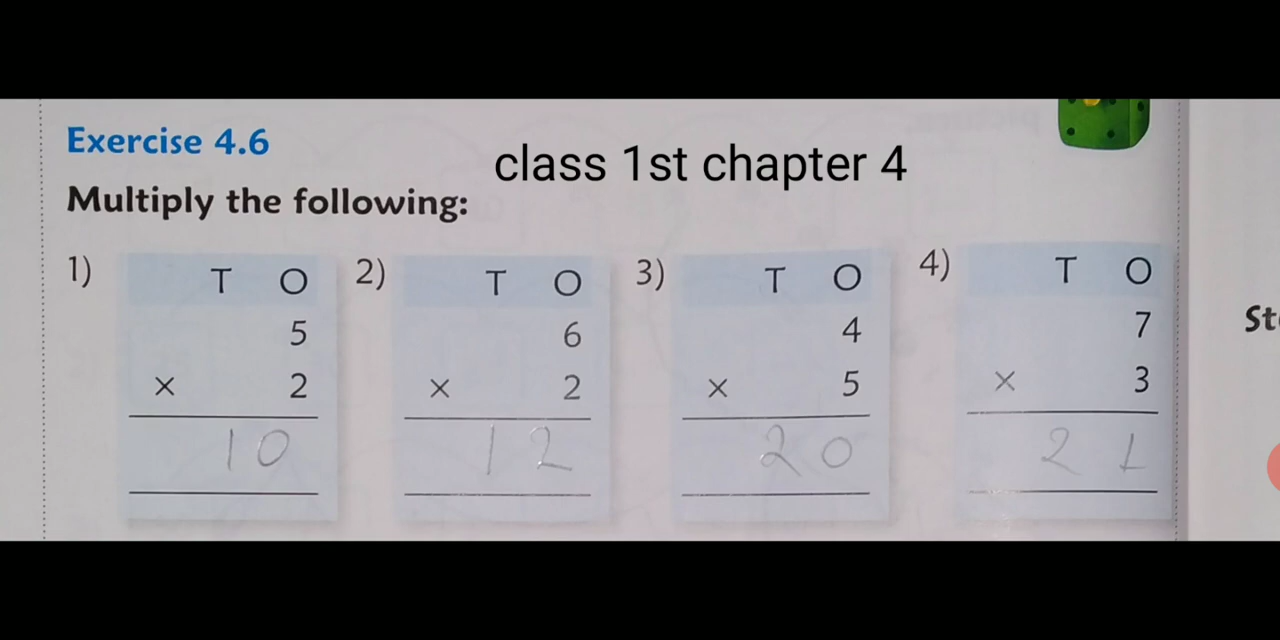 Exercise 4.6
class 1st chapter 4
Multiply the following:
1) T O 2) T O 3) T O 4) T O
5 6 4 7
× 2 × 2 × 5 × 3
10 12 20 21